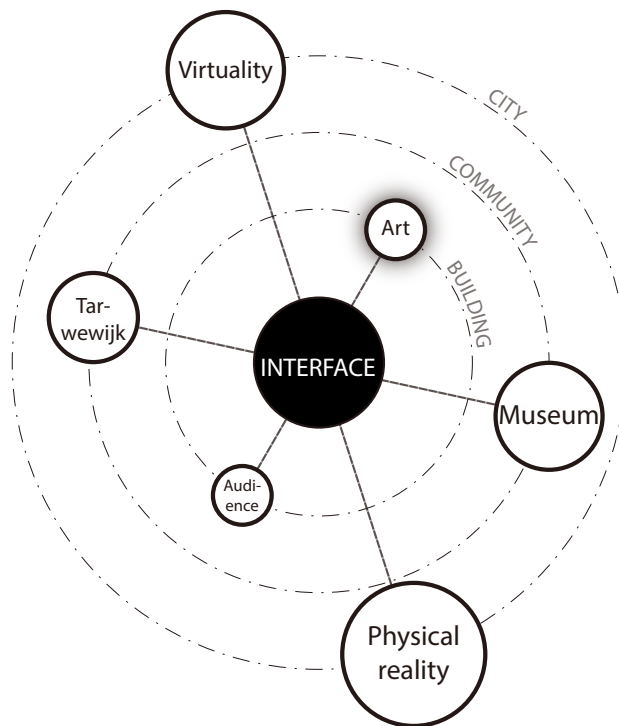 Virtuality
CITY
COMMUNITY
Art
BUILDING
Tar-
wewijk
INTERFACE
Museum
Audi-
ence
Physical
reality